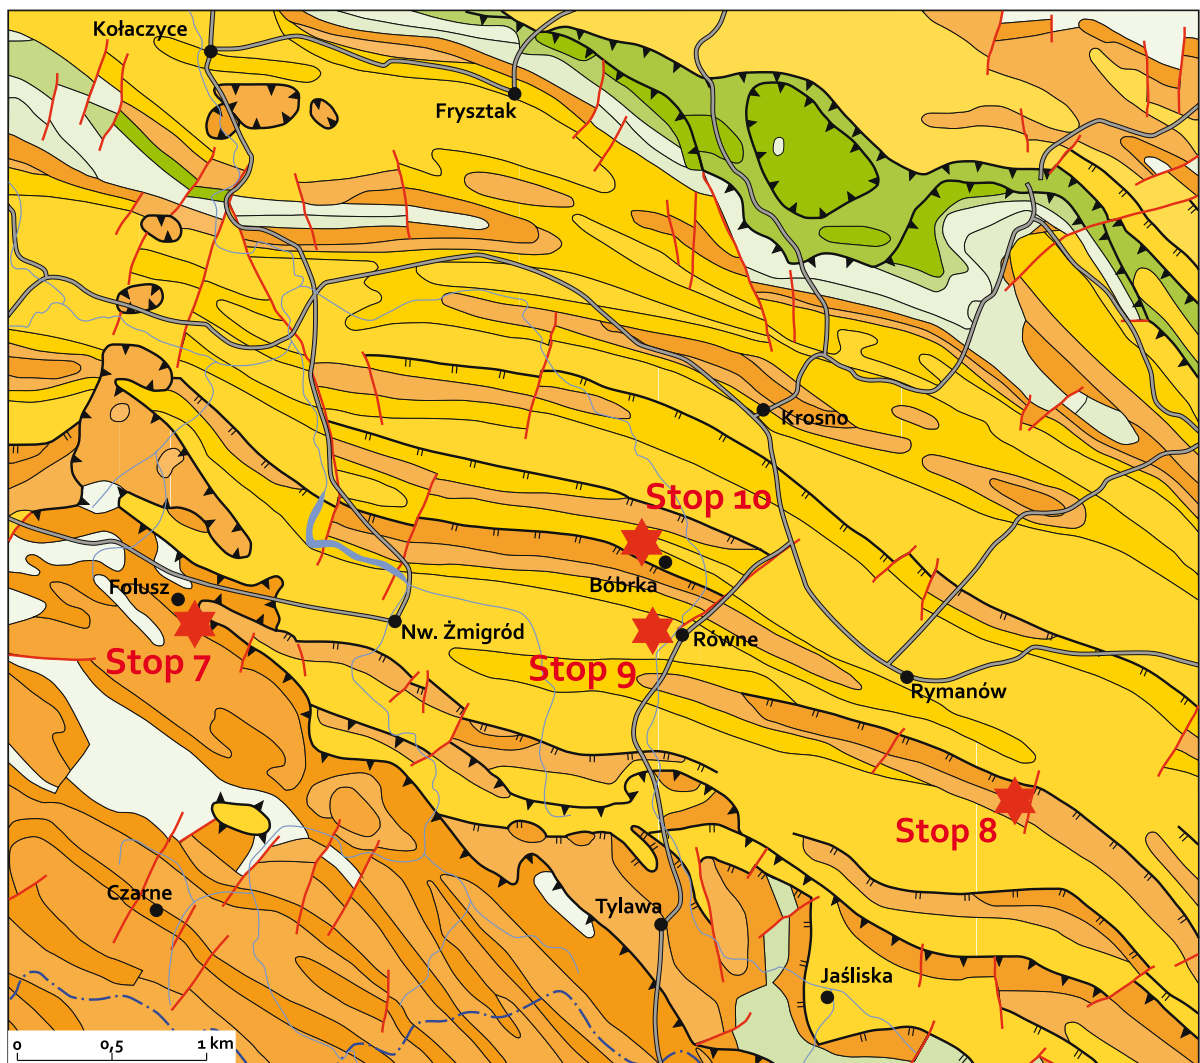 Kołaczyce
Frysztak
Krosno
Stop 10
Bóbrka
Folusz
Nw. Żmigród
Równe
Stop 7
Stop 9
Rymanów
Stop 8
Czarne
Tylawa
Jaśliska
0 0,5 1 km